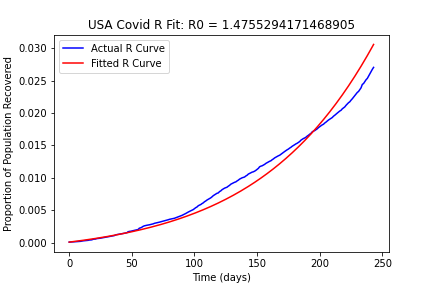 USA Covid R Fit: R0 = 1.4755294171468905
Actual R Curve
Fitted R Curve
Proportion of Population Recovered
0.030
0.025
0.020
0.015
0.010
0.005
0.000
0 50 100 150 200 250
Time (days)